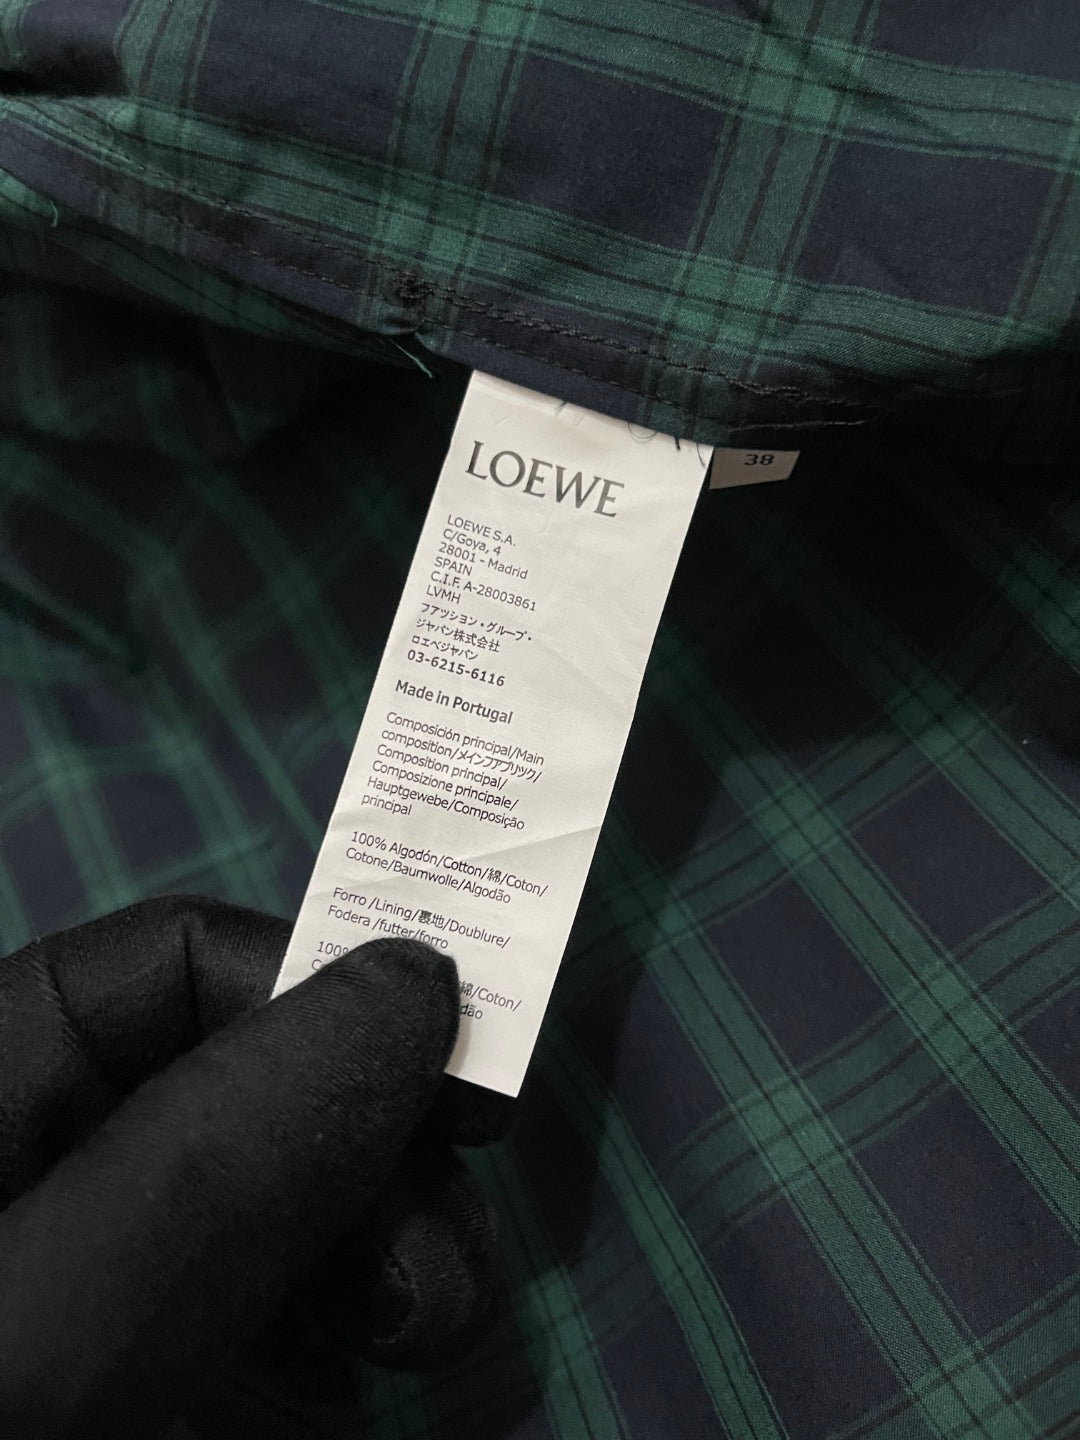 LOEWE
38
LOEWE S.A.
C/Goya, 4
28001 - Madrid
SPAIN
C.I.F. A-28003861
LVMH
ファッション・グループ・
ジャパン株式会社
ロエベジャパン
03-6215-6116
Made in Portugal
Composición principal/Main
composition/メインファブリック/
Composition principal/
Composizione principale/
Hauptgewebe/Composição
principal
100% Algodón/Cotton/綿/Coton/
Cotone/Baumwolle/Algodão
Forro /Lining/裏地/Doublure/
Fodera /futter/forro
綿/Coton/